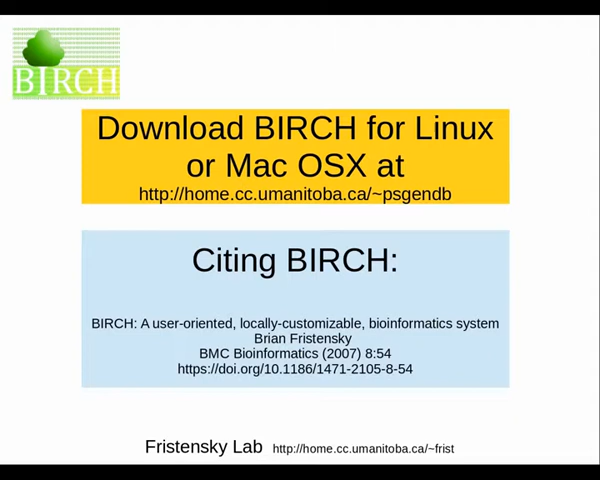 BIRCH
Download BIRCH for Linux
or Mac OSX at
http://home.cc.umanitoba.ca/~psgendb
Citing BIRCH:
BIRCH: A user-oriented, locally-customizable, bioinformatics system
Brian Fristensky
BMC Bioinformatics (2007) 8:54
https://doi.org/10.1186/1471-2105-8-54
Fristensky Lab http://home.cc.umanitoba.ca/~frist